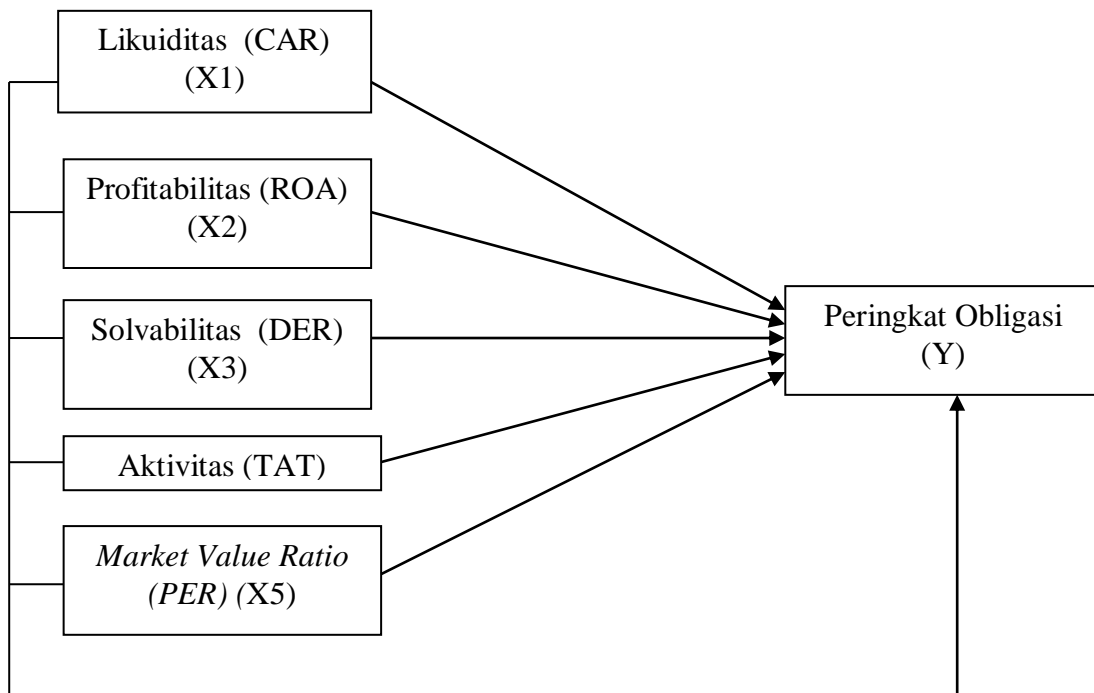 Likuiditas (CAR)
(X1)
Profitabilitas (ROA)
(X2)
Solvabilitas (DER)
(X3)
Aktivitas (TAT)
Market Value Ratio
(PER) (X5)
Peringkat Obligasi
(Y)